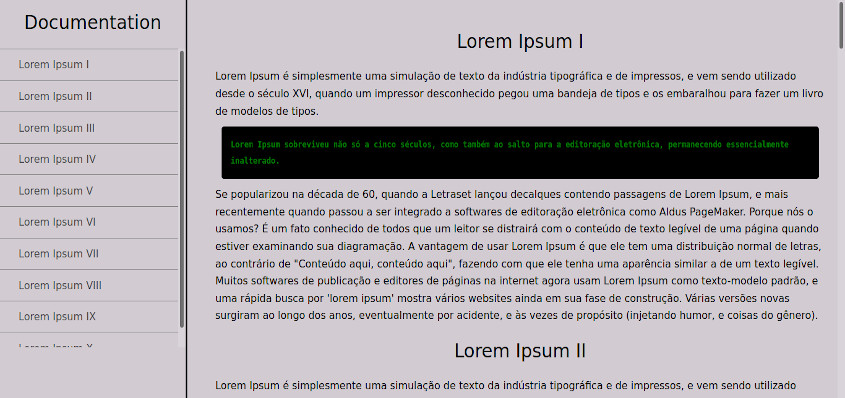 Documentation
Lorem Ipsum I
Lorem Ipsum II
Lorem Ipsum III
Lorem Ipsum IV
Lorem Ipsum V
Lorem Ipsum VI
Lorem Ipsum VII
Lorem Ipsum VIII
Lorem Ipsum IX
Lorem Ipsum X
Lorem Ipsum I
Lorem Ipsum é simplesmente uma simulação de texto da indústria tipográfica e de impressos, e vem sendo utilizado
desde o século XVI, quando um impressor desconhecido pegou uma bandeja de tipos e os embaralhou para fazer um livro
de modelos de tipos.
Lorem Ipsum sobreviveu não só a cinco séculos, como também ao salto para a editoração eletrônica, permanecendo essencialmente
inalterado.
Se popularizou na década de 60, quando a Letraset lançou decalques contendo passagens de Lorem Ipsum, e mais
recentemente quando passou a ser integrado a softwares de editoração eletrônica como Aldus PageMaker. Porque nós o
usamos? É um fato conhecido de todos que um leitor se distrairá com o conteúdo de texto legível de uma página quando
estiver examinando sua diagramação. A vantagem de usar Lorem Ipsum é que ele tem uma distribuição normal de letras,
ao contrário de "Conteúdo aqui, conteúdo aqui", fazendo com que ele tenha uma aparência similar a de um texto legível.
Muitos softwares de publicação e editores de páginas na internet agora usam Lorem Ipsum como texto-modelo padrão, e
uma rápida busca por 'lorem ipsum' mostra vários websites ainda em sua fase de construção. Várias versões novas
surgiram ao longo dos anos, eventualmente por acidente, e às vezes de propósito (injetando humor, e coisas do gênero).
Lorem Ipsum II
Lorem Ipsum é simplesmente uma simulação de texto da indústria tipográfica e de impressos, e vem sendo utilizado